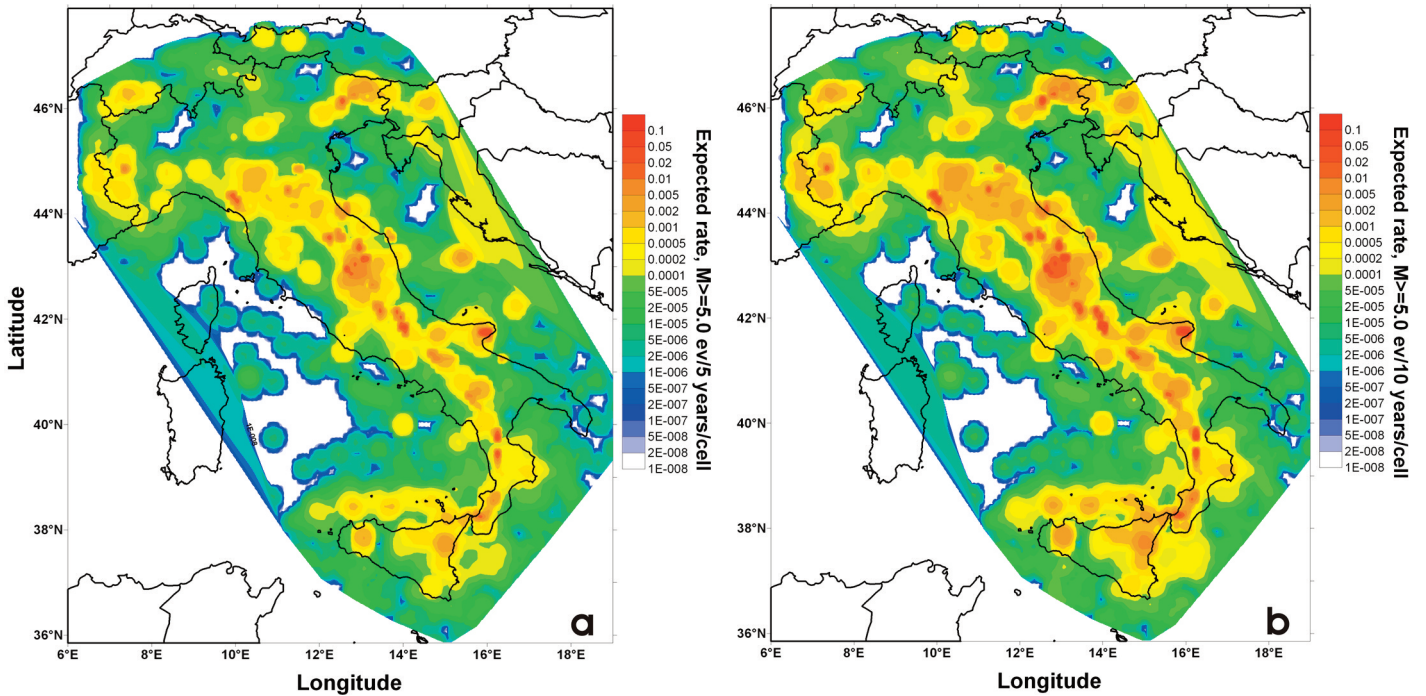 46°N
44°N
42°N
40°N
38°N
36°N
Latitude
6°E
8°E
10°E
12°E
14°E
16°E
18°E
Longitude
1E-008
a
0.1
0.05
0.02
0.01
0.005
0.002
0.001
0.0005
0.0002
0.0001
5E-005
2E-005
1E-005
5E-006
2E-006
1E-006
5E-007
2E-007
1E-007
5E-008
2E-008
1E-008
Expected rate, M>=5.0 ev/5 years/cell
46°N
44°N
42°N
40°N
38°N
36°N
6°E
8°E
10°E
12°E
14°E
16°E
18°E
Longitude
b
0.1
0.05
0.02
0.01
0.005
0.002
0.001
0.0005
0.0002
0.0001
5E-005
2E-005
1E-005
5E-006
2E-006
1E-006
5E-007
2E-007
1E-007
5E-008
2E-008
1E-008
Expected rate, M>=5.0 ev/10 years/cell